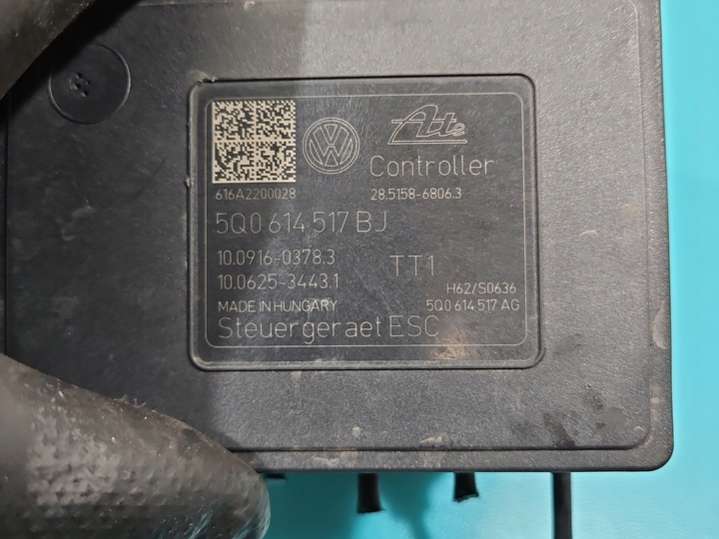 Ate
Controller
616A2200028
28.5158-6806.3
5Q0 614 517 BJ
10.0916-0378.3
TT1
10.0625-3443.1
H62/S0636
MADE IN HUNGARY
5Q0 614 517 AG
Steuergeraet ESC